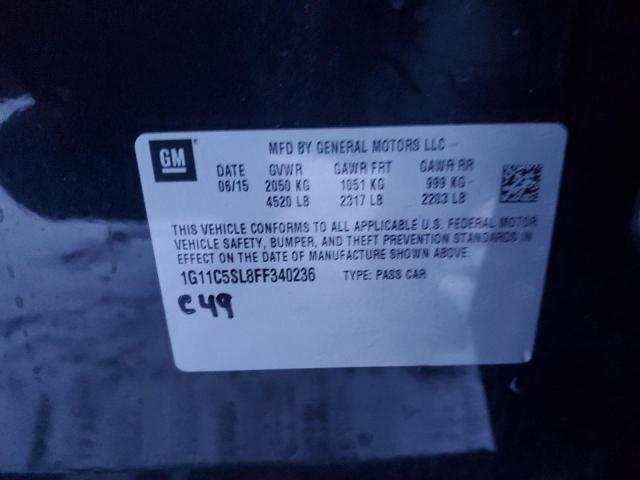 GM
MFD BY GENERAL MOTORS LLC
DATE GVWR GAWR FRT GAWR RR
06/15 2050 KG 1051 KG 999 KG
4520 LB 2317 LB 2203 LB
THIS VEHICLE CONFORMS TO ALL APPLICABLE U.S. FEDERAL MOTOR
VEHICLE SAFETY, BUMPER, AND THEFT PREVENTION STANDARDS IN
EFFECT ON THE DATE OF MANUFACTURE SHOWN ABOVE.
1G11C5SL8FF340236 TYPE: PASS CAR
C49